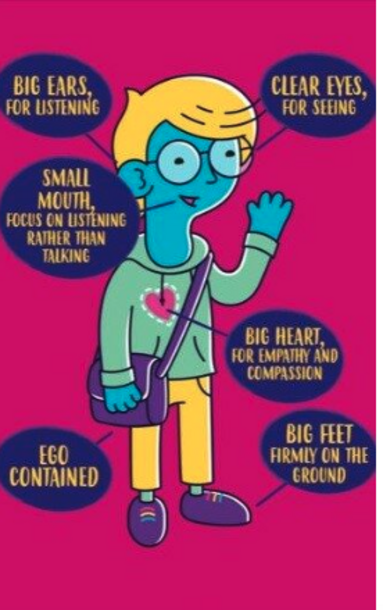 BIG EARS,
FOR LISTENING
CLEAR EYES,
FOR SEEING
SMALL
MOUTH,
FOCUS ON LISTENING
RATHER THAN
TALKING
BIG HEART,
FOR EMPATHY AND
COMPASSION
EGO
CONTAINED
BIG FEET
FIRMLY ON THE
GROUND